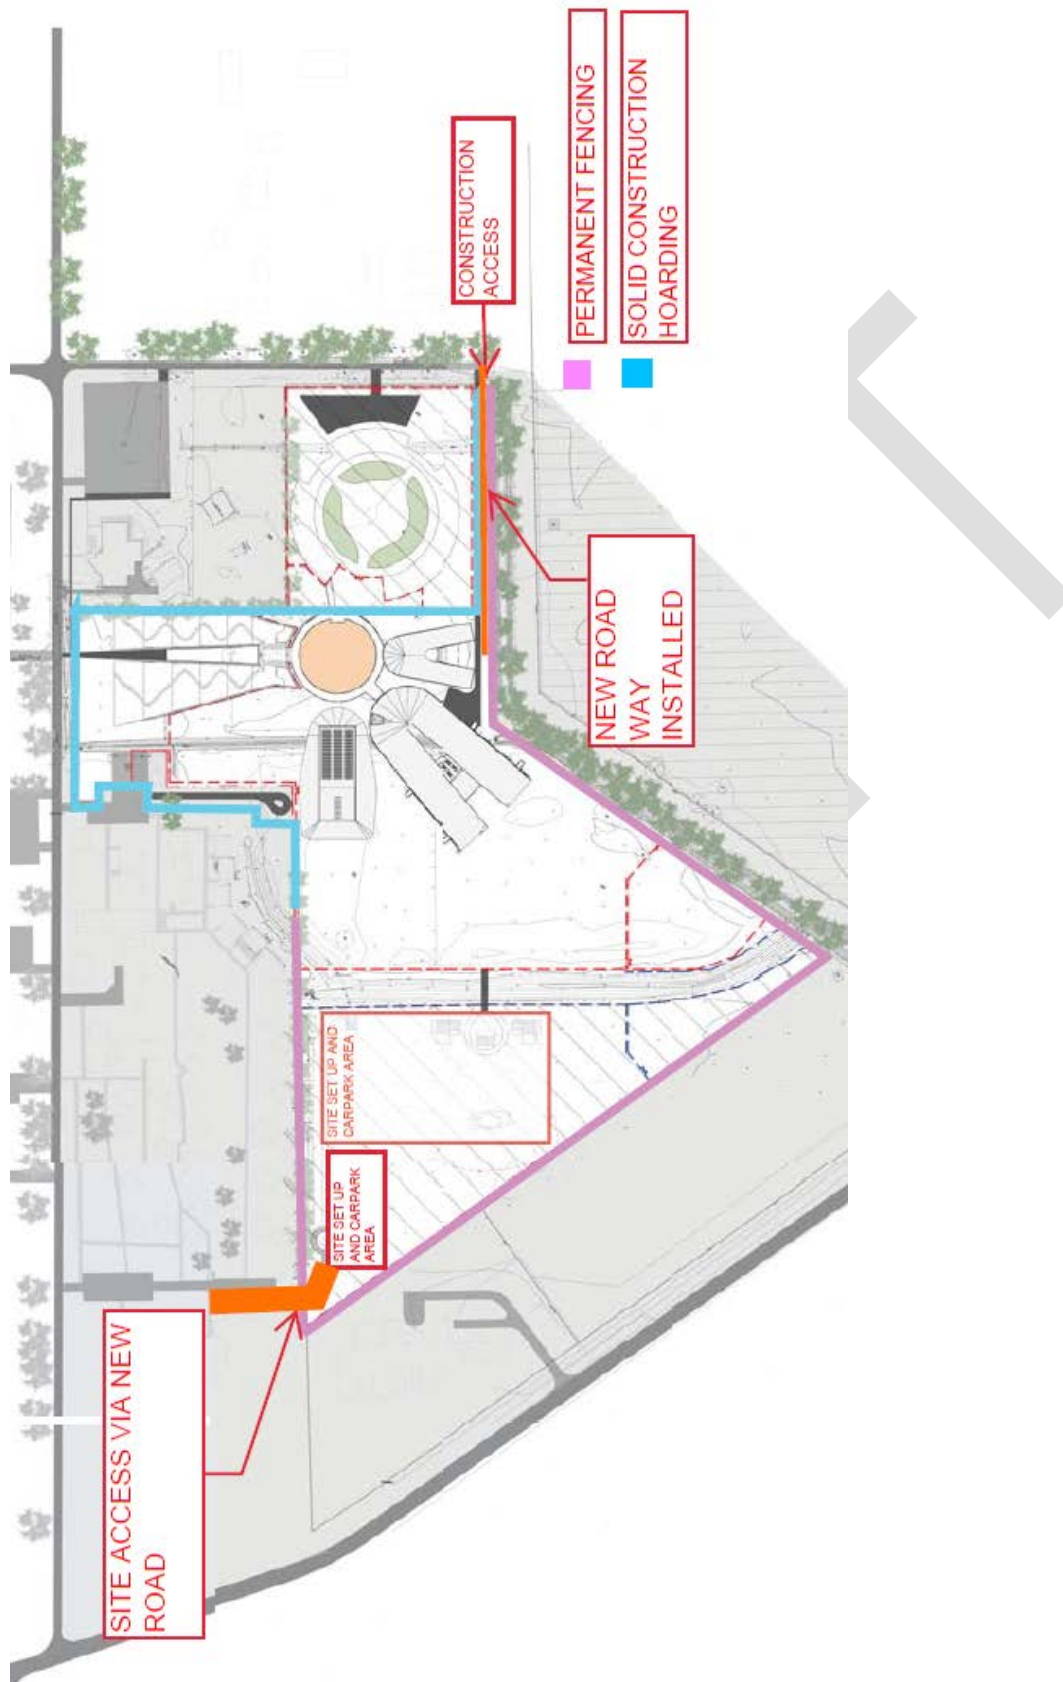 SITE ACCESS VIA NEW
ROAD
SITE SET UP
AND CARPARK
AREA
SITE SET UP AND
CARPARK AREA
NEW ROAD
WAY
INSTALLED
CONSTRUCTION
ACCESS
PERMANENT FENCING
SOLID CONSTRUCTION
HOARDING